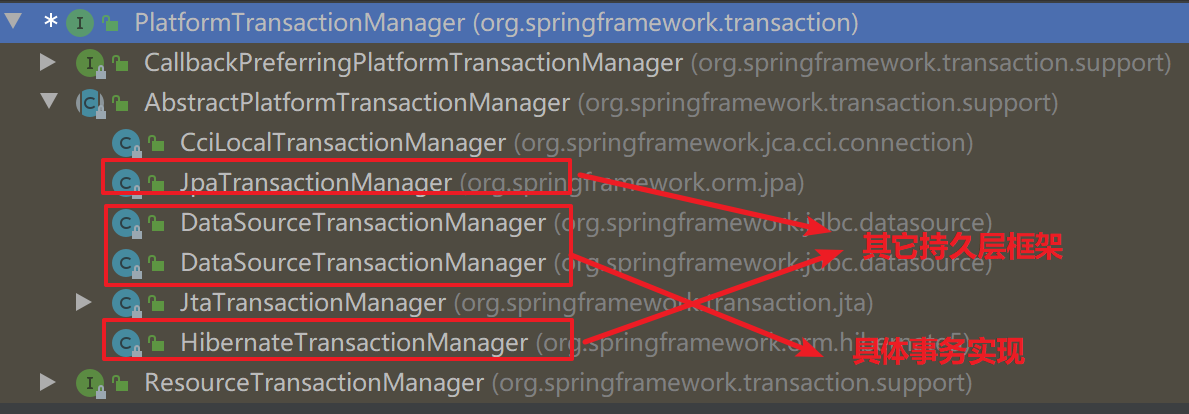 * PlatformTransactionManager (org.springframework.transaction)
CallbackPreferringPlatformTransactionManager (org.springframework.transaction.support)
AbstractPlatformTransactionManager (org.springframework.transaction.support)
CciLocalTransactionManager (org.springframework.jca.cci.connection)
JpaTransactionManager (org.springframework.orm.jpa)
DataSourceTransactionManager (org.springframework.jdbc.datasource)
其它持久层框架
DataSourceTransactionManager (org.springframework.jdbc.datasource)
JtaTransactionManager (org.springframework.transaction.jta)
HibernateTransactionManager (org.springframework.orm.hibernate5)
具体事务实现
ResourceTransactionManager (org.springframework.transaction.support)